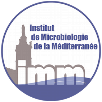 Institut
de Microbiologie
de la Méditerranée
imm